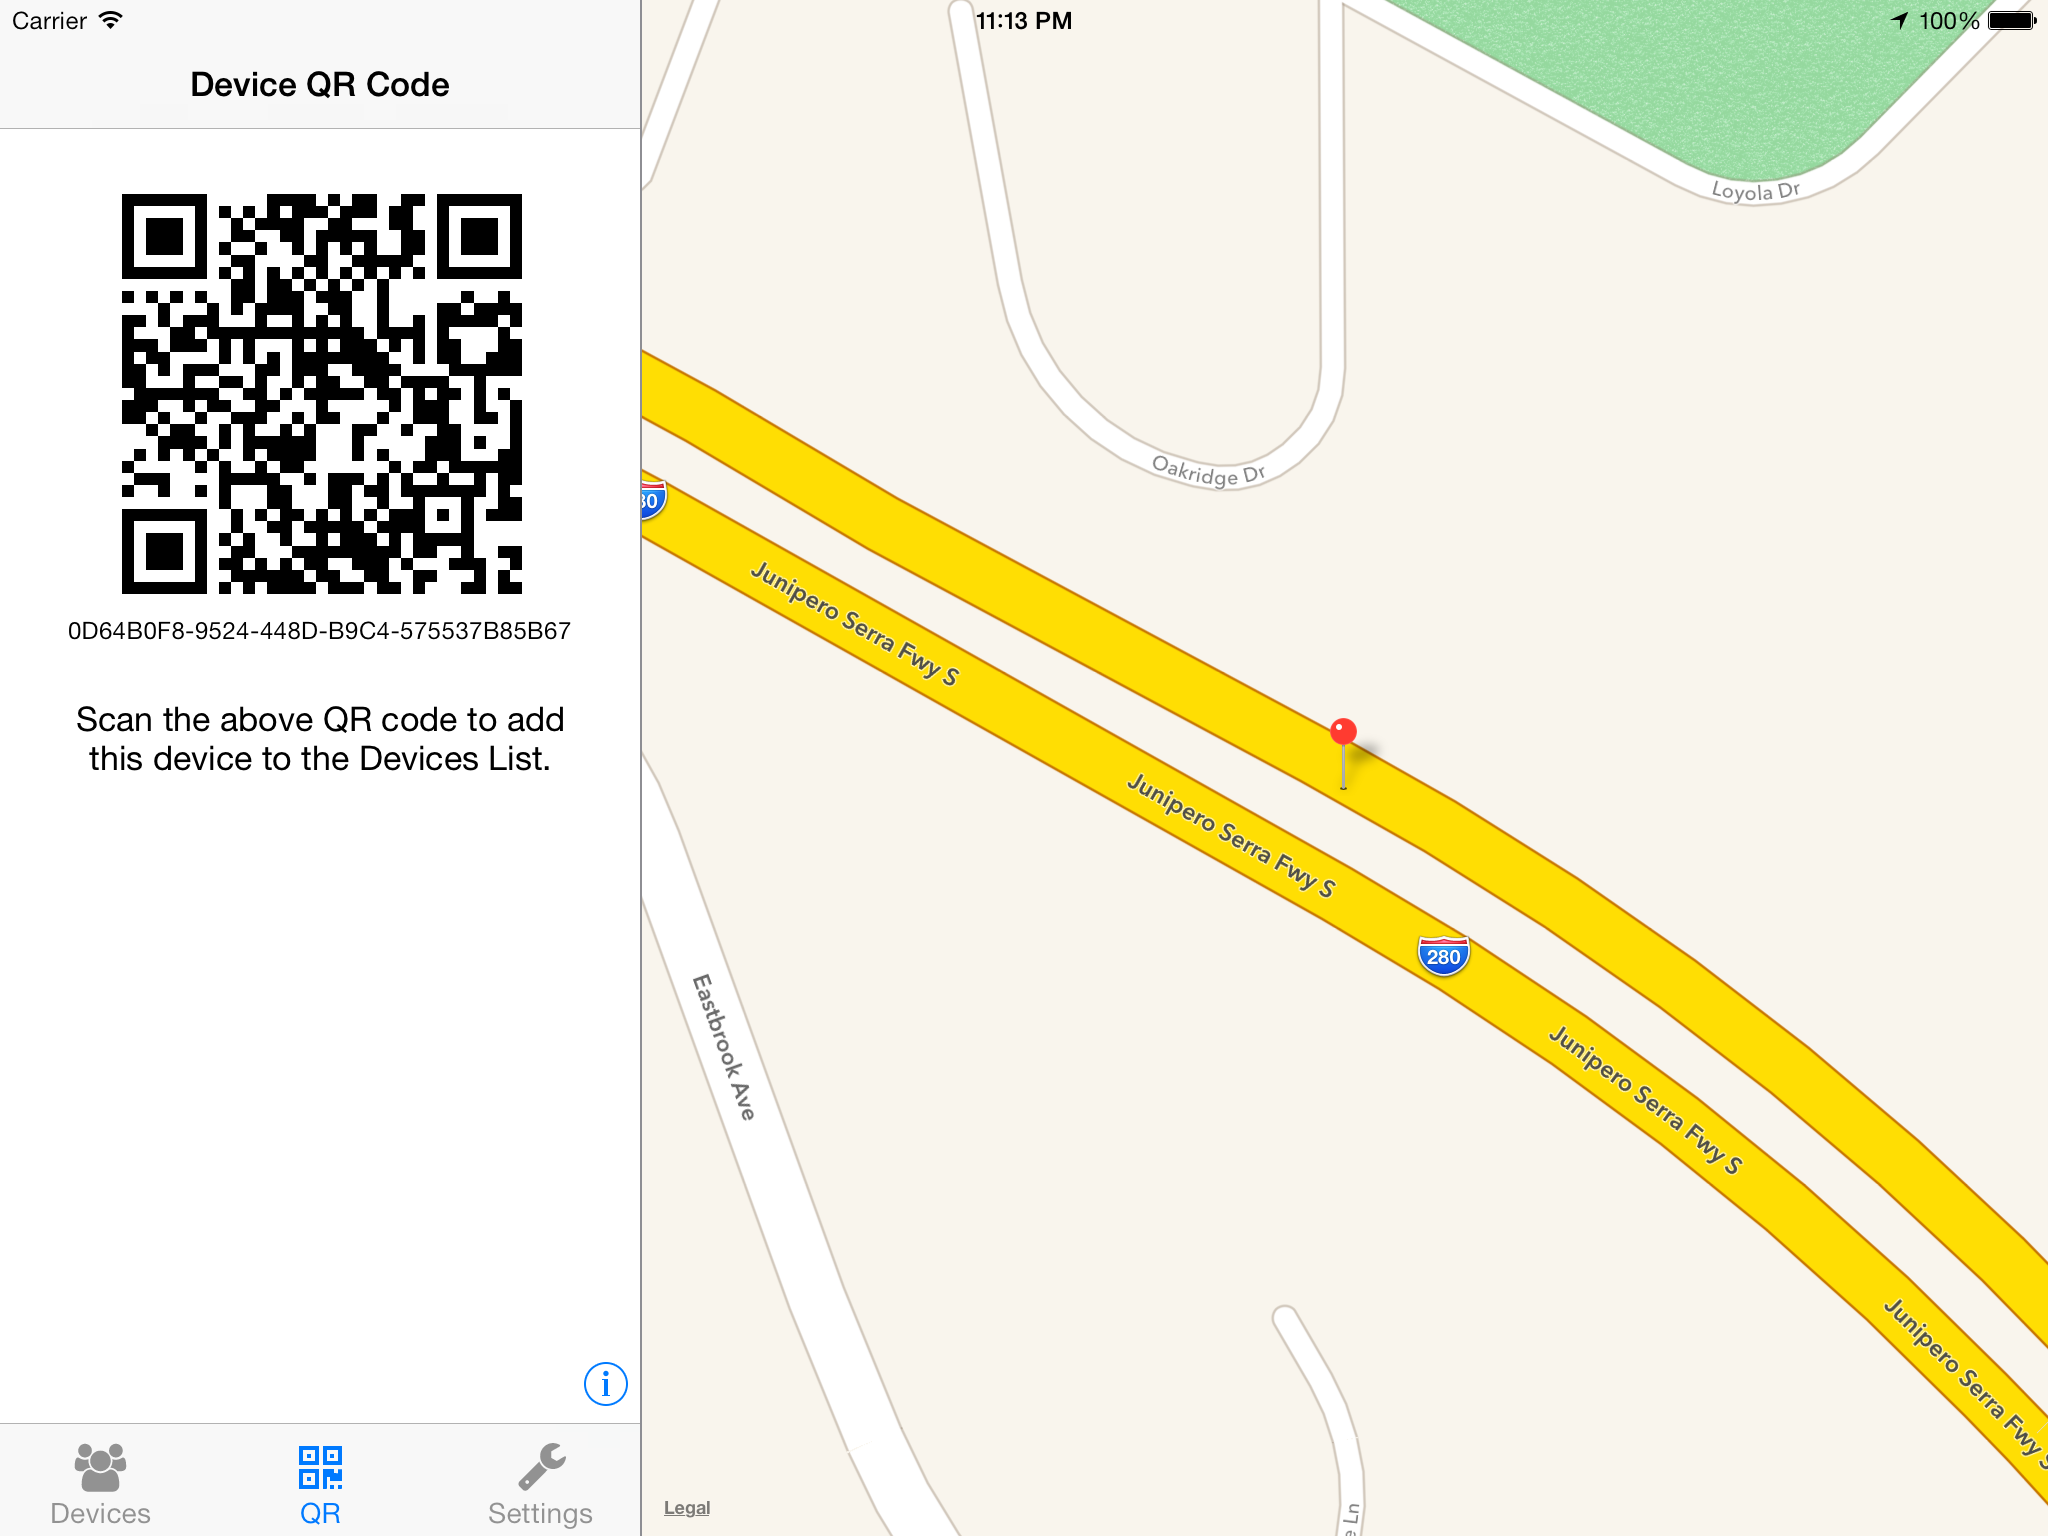 Carrier
11:13 PM
100%
Device QR Code
0D64B0F8-9524-448D-B9C4-575537B85B67
Scan the above QR code to add
this device to the Devices List.
Devices
QR
Settings
Loyola Dr
Oakridge Dr
Junipero Serra Fwy S
Junipero Serra Fwy S
280
Junipero Serra Fwy S
Eastbrook Ave
Junipero Serra Fwy S
Legal
Ln